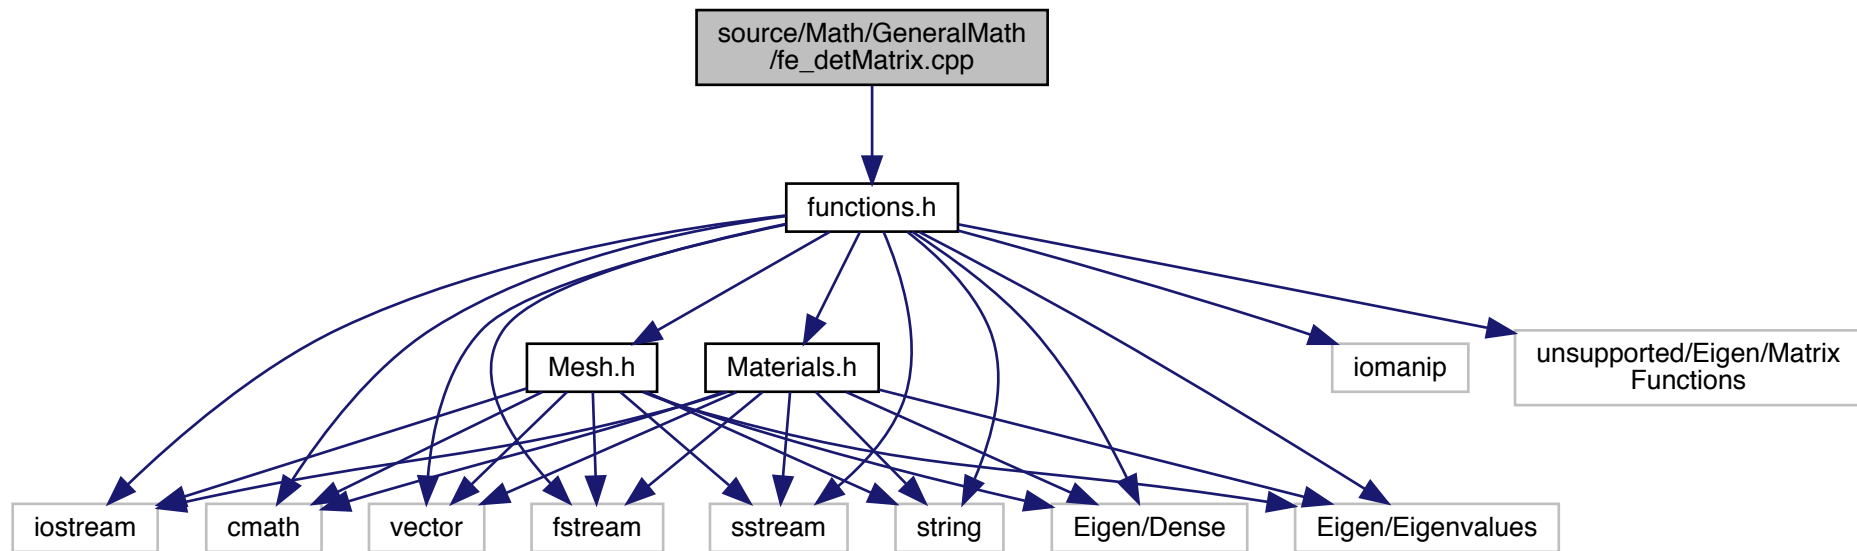 source/Math/GeneralMath
/fe_detMatrix.cpp
functions.h
Mesh.h
Materials.h
iomanip
unsupported/Eigen/Matrix
Functions
iostream
cmath
vector
fstream
sstream
string
Eigen/Dense
Eigen/Eigenvalues